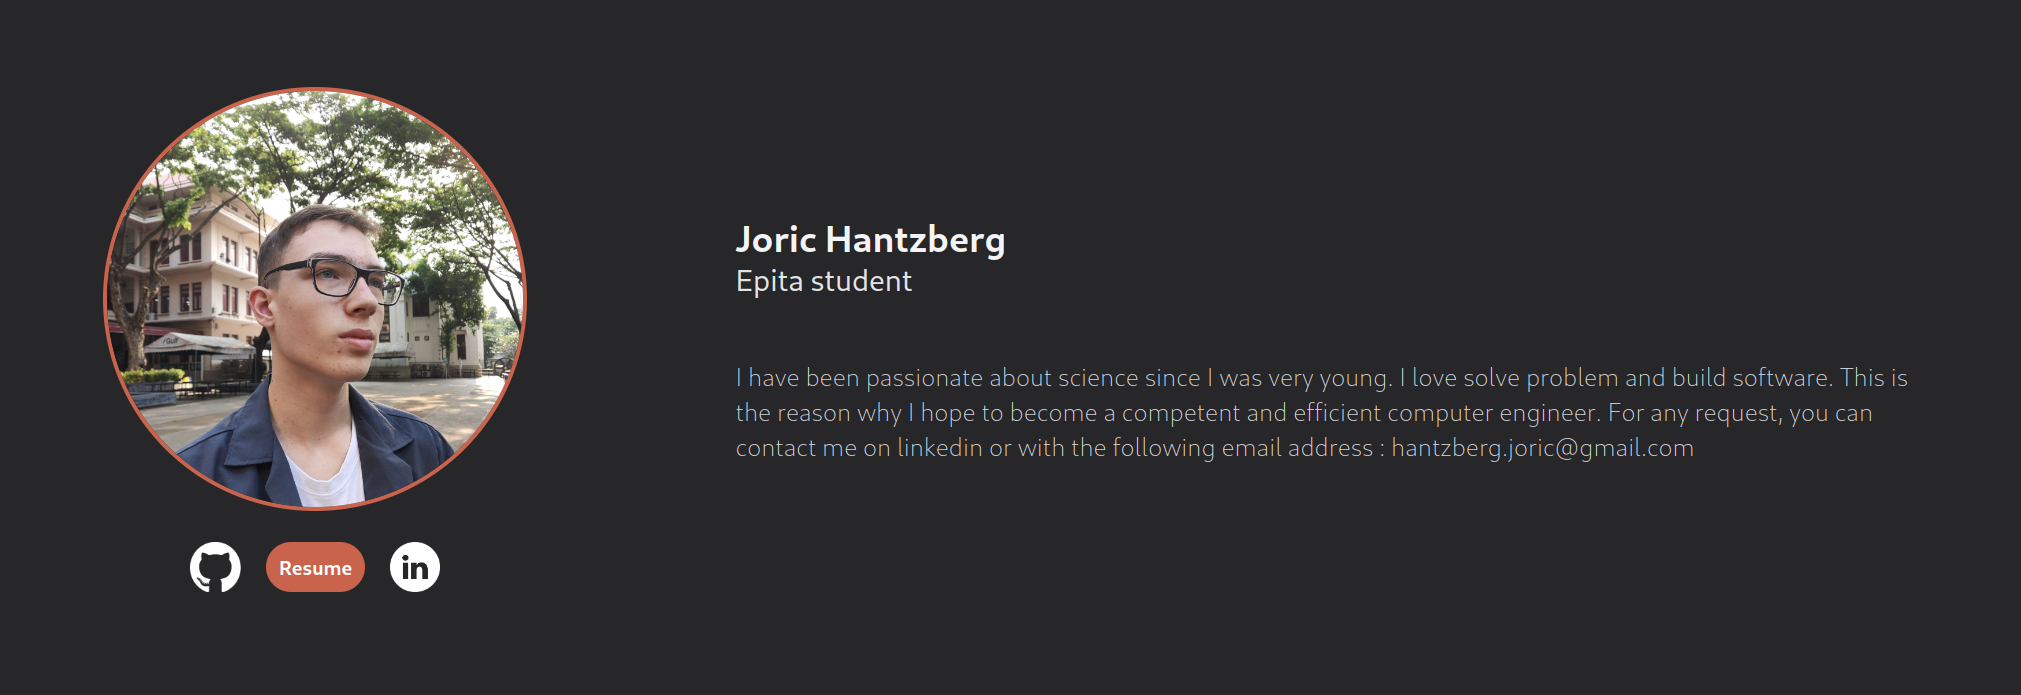 Joric Hantzberg
Epita student
I have been passionate about science since I was very young. I love solve problem and build software. This is
the reason why I hope to become a competent and efficient computer engineer. For any request, you can
contact me on linkedin or with the following email address : hantzberg.joric@gmail.com
Gulf
Resume
in